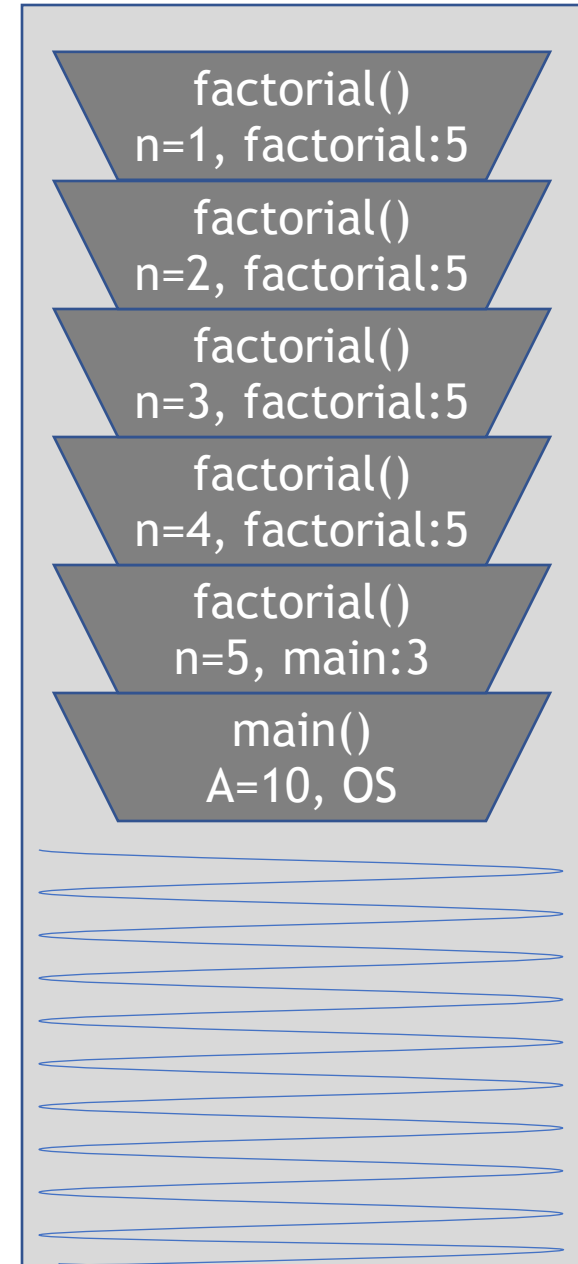 factorial()
n=1, factorial:5
factorial()
n=2, factorial:5
factorial()
n=3, factorial:5
factorial()
n=4, factorial:5
factorial()
n=5, main:3
main()
A=10, OS